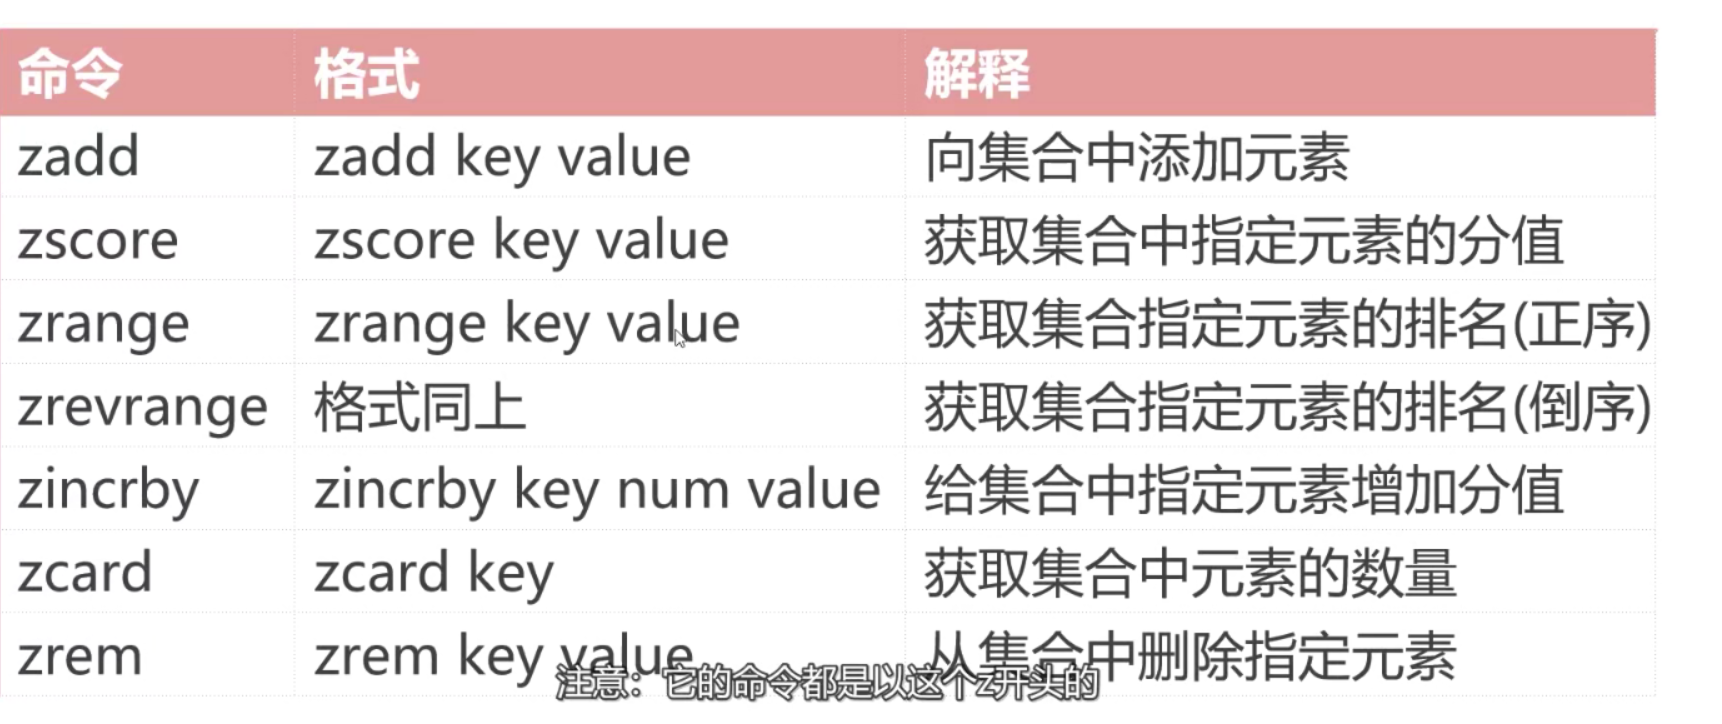 命令 格式 解释
zadd zadd key value 向集合中添加元素
zscore zscore key value 获取集合中指定元素的分值
zrange zrange key value 获取集合指定元素的排名(正序)
zrevrange 格式同上 获取集合指定元素的排名(倒序)
zincrby zincrby key num value 给集合中指定元素增加分值
zcard zcard key 获取集合中元素的数量
zrem zrem key value 从集合中删除指定元素
注意：它的命令都是以这个z开头的